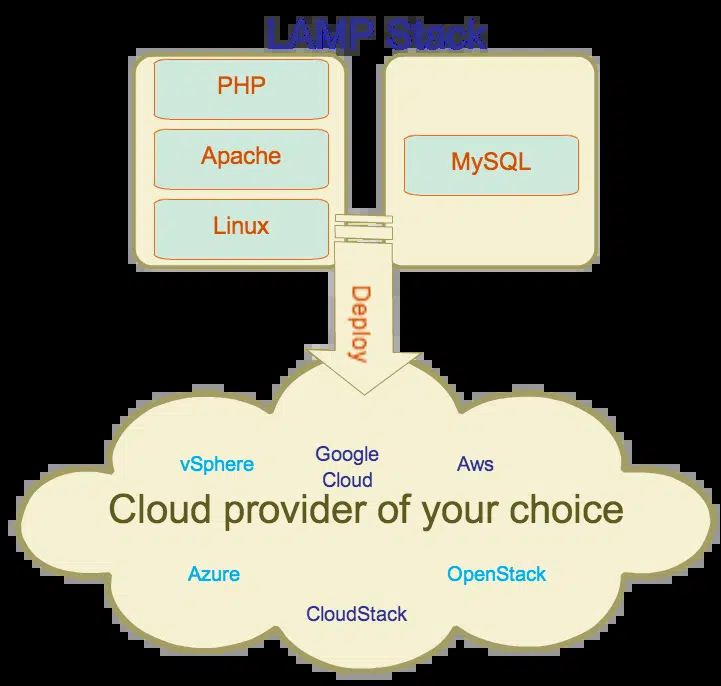 LAMP Stack
PHP
Apache
Linux
MySQL
Deploy
vSphere
Google
Cloud
Aws
Cloud provider of your choice
Azure
OpenStack
CloudStack